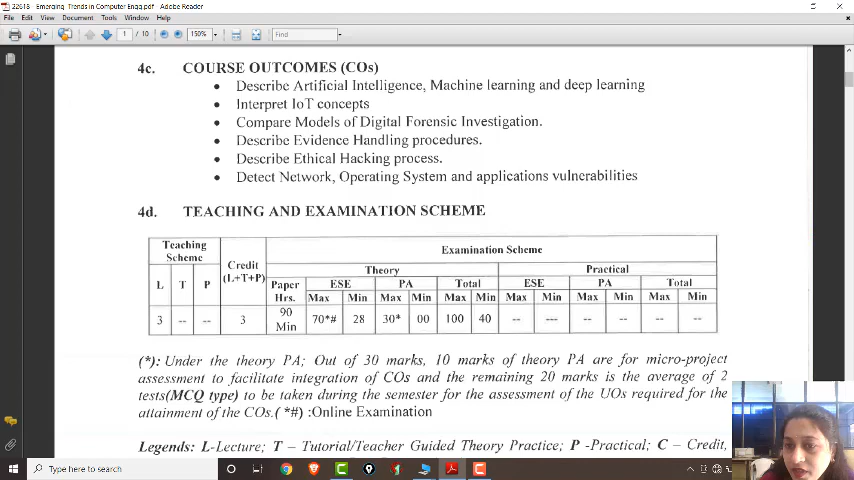 22618 - Emerging Trends in Computer Engg.pdf - Adobe Reader
File Edit View Document Tools Window Help
1 / 10 150% Find
4c. COURSE OUTCOMES (COs)
• Describe Artificial Intelligence, Machine learning and deep learning
• Interpret IoT concepts
• Compare Models of Digital Forensic Investigation.
• Describe Evidence Handling procedures.
• Describe Ethical Hacking process.
• Detect Network, Operating System and applications vulnerabilities
4d. TEACHING AND EXAMINATION SCHEME
Teaching Scheme Credit (L+T+P) Examination Scheme
Theory Practical
L T P Paper Hrs. ESE PA Total ESE PA Total
Max Min Max Min Max Min Max Min Max Min Max Min
3 -- -- 3 90 Min 70*# 28 30* 00 100 40 -- --- -- -- -- --
(*): Under the theory PA; Out of 30 marks, 10 marks of theory PA are for micro-project
assessment to facilitate integration of COs and the remaining 20 marks is the average of 2
tests(MCQ type) to be taken during the semester for the assessment of the UOs required for the
attainment of the COs.( *#) :Online Examination
Legends: L-Lecture; T – Tutorial/Teacher Guided Theory Practice; P -Practical; C – Credit,
Type here to search